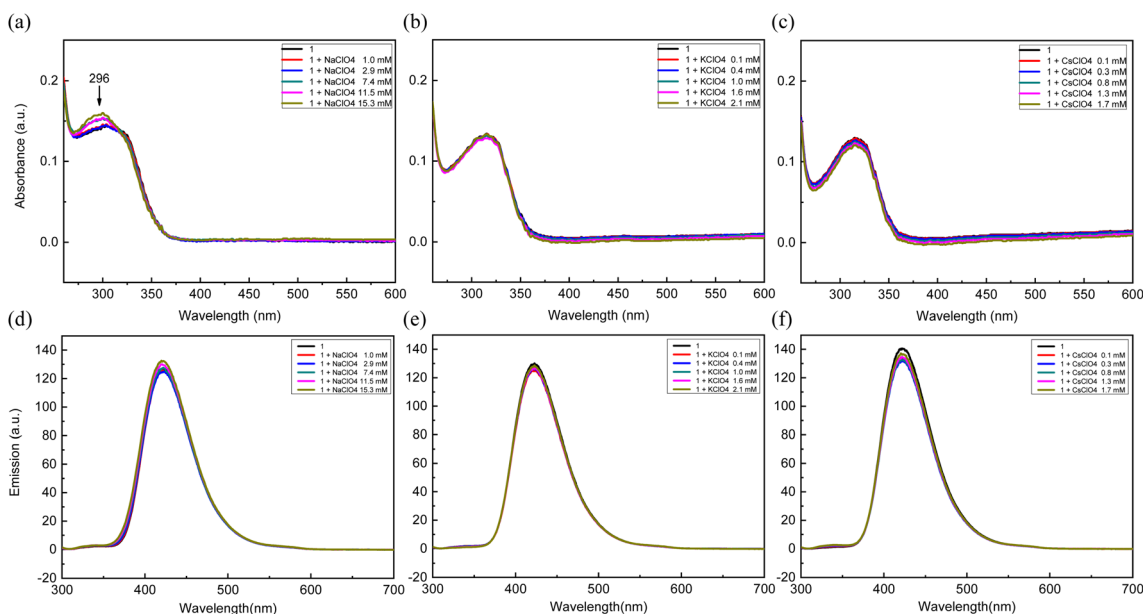 (a)
(b)
(c)
1
1 + NaClO4 1.0 mM
1 + NaClO4 2.9 mM
1 + NaClO4 7.4 mM
1 + NaClO4 11.5 mM
1 + NaClO4 15.3 mM
1
1 + KClO4 0.1 mM
1 + KClO4 0.4 mM
1 + KClO4 1.0 mM
1 + KClO4 1.6 mM
1 + KClO4 2.1 mM
1
1 + CsClO4 0.1 mM
1 + CsClO4 0.3 mM
1 + CsClO4 0.8 mM
1 + CsClO4 1.3 mM
1 + CsClO4 1.7 mM
296
Absorbance (a.u.)
0.2
0.1
0.0
0.2
0.1
0.0
0.2
0.1
0.0
300 350 400 450 500 550 600
300 350 400 450 500 550 600
300 350 400 450 500 550 600
Wavelength (nm)
Wavelength (nm)
Wavelength (nm)
(d)
(e)
(f)
1
1 + NaClO4 1.0 mM
1 + NaClO4 2.9 mM
1 + NaClO4 7.4 mM
1 + NaClO4 11.5 mM
1 + NaClO4 15.3 mM
1
1 + KClO4 0.1 mM
1 + KClO4 0.4 mM
1 + KClO4 1.0 mM
1 + KClO4 1.6 mM
1 + KClO4 2.1 mM
1
1 + CsClO4 0.1 mM
1 + CsClO4 0.3 mM
1 + CsClO4 0.8 mM
1 + CsClO4 1.3 mM
1 + CsClO4 1.7 mM
Emission (a.u.)
140
120
100
80
60
40
20
0
-20
140
120
100
80
60
40
20
0
-20
140
120
100
80
60
40
20
0
-20
300 400 500 600 700
300 400 500 600 700
300 400 500 600 700
Wavelength(nm)
Wavelength(nm)
Wavelength(nm)